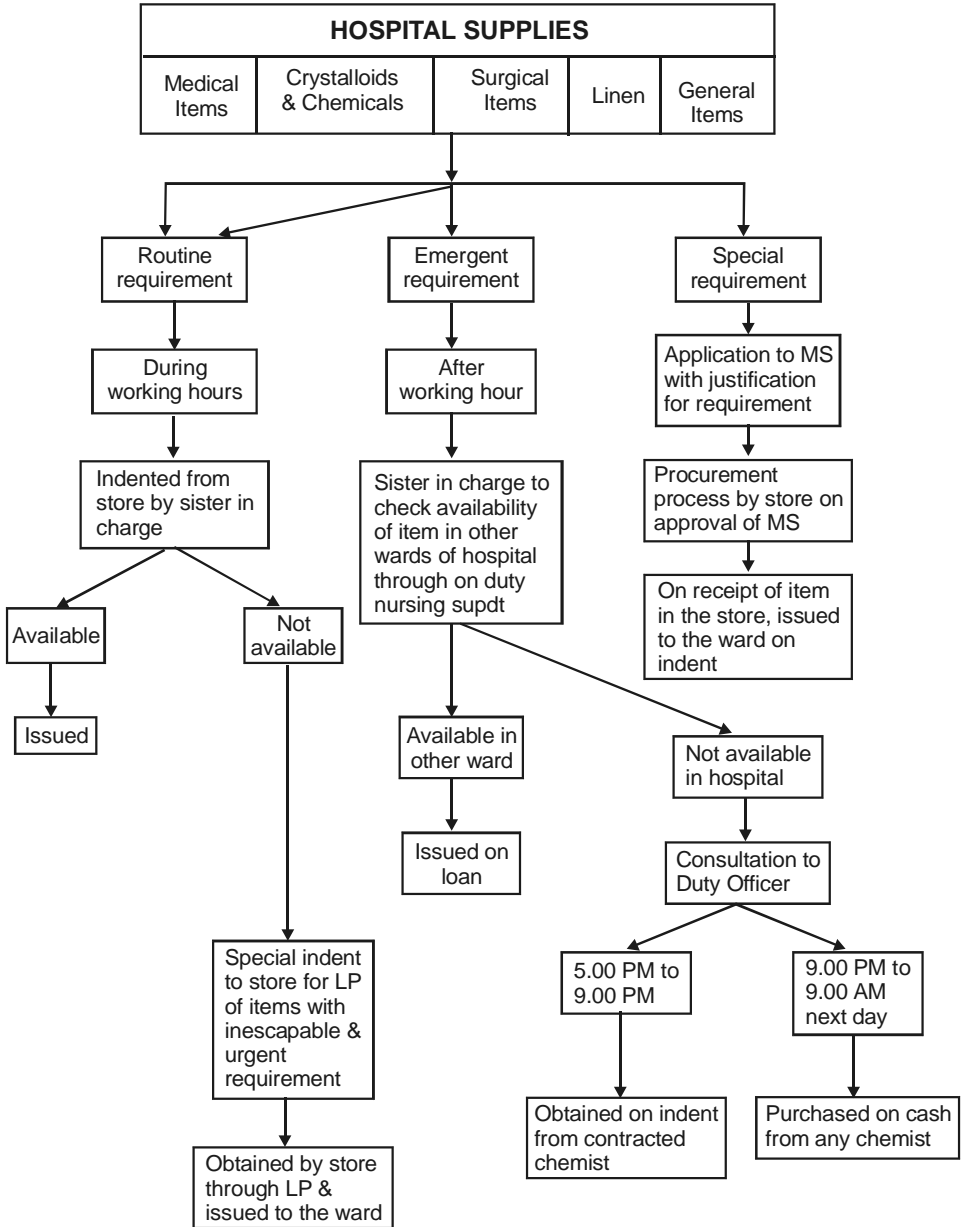 HOSPITAL SUPPLIES
Medical
Items
Crystalloids
& Chemicals
Surgical
Items
Linen
General
Items
Routine
requirement
Emergent
requirement
Special
requirement
During
working hours
After
working hour
Application to MS
with justification
for requirement
Indented from
store by sister in
charge
Sister in charge to
check availability
of item in other
wards of hospital
through on duty
nursing supdt
Procurement
process by store on
approval of MS
On receipt of item
in the store, issued
to the ward on
indent
Available
Not
available
Issued
Available in
other ward
Not available
in hospital
Issued on
loan
Consultation to
Duty Officer
Special indent
to store for LP
of items with
inescapable &
urgent
requirement
5.00 PM to
9.00 PM
9.00 PM to
9.00 AM
next day
Obtained by store
through LP &
issued to the ward
Obtained on indent
from contracted
chemist
Purchased on cash
from any chemist